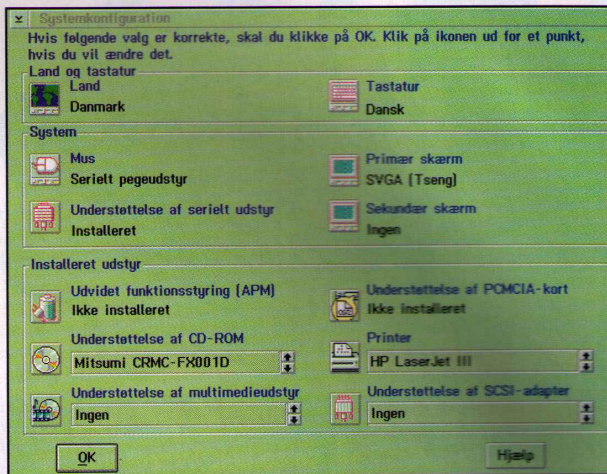 Systemkonfiguration
Hvis følgende valg er korrekte, skal du klikke på OK. Klik på ikonen ud for et punkt,
hvis du vil ændre det.
Land og tastatur
Land
Danmark
Tastatur
Dansk
System
Mus
Serielt pegeudstyr
Primær skærm
SVGA (Tseng)
Understøttelse af serielt udstyr
Installeret
Sekundær skærm
Ingen
Installeret udstyr
Udvidet funktionsstyring (APM)
Ikke installeret
Understøttelse af PCMCIA-kort
Ikke installeret
Understøttelse af CD-ROM
Mitsumi CRMC-FX001D
Printer
HP LaserJet III
Understøttelse af multimedieudstyr
Ingen
Understøttelse af SCSI-adapter
Ingen
OK
Hjælp